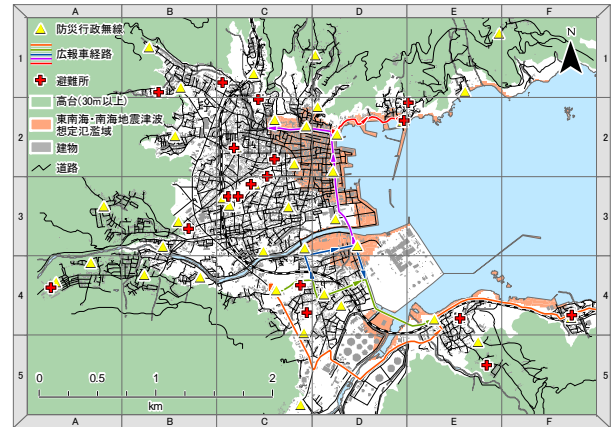 A B C D E F
防災行政無線
広報車経路
避難所
高台(30m以上)
東南海・南海地震津波
想定氾濫域
建物
道路
N
1 1
2 2
3 3
4 4
5 5
0 0.5 1 2
km
A B C D E F